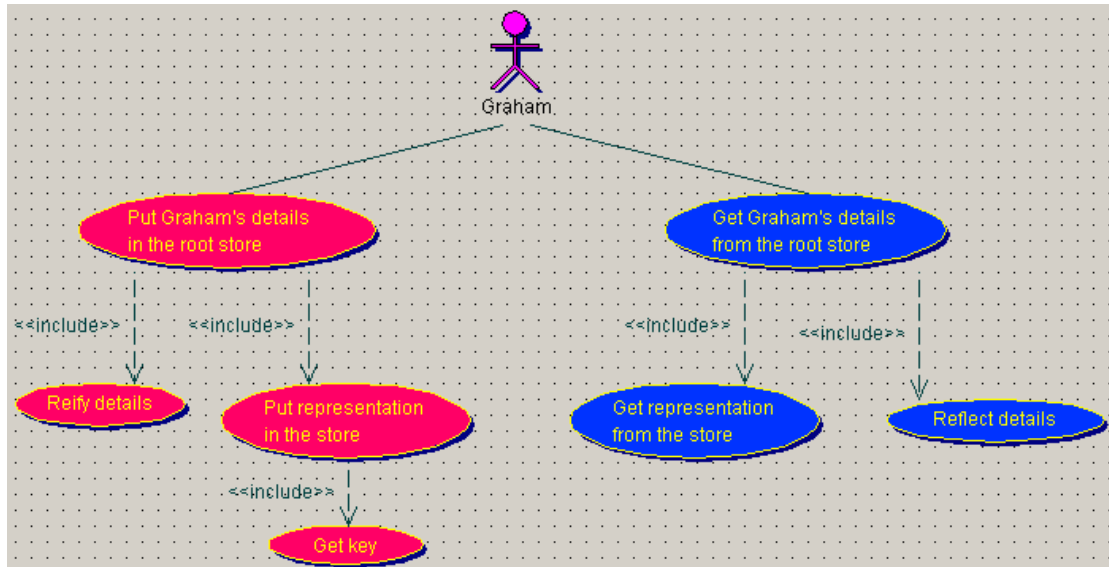 Graham
Put Graham's details
in the root store
Get Graham's details
from the root store
<<include>>
<<include>>
<<include>>
<<include>>
Reify details
Put representation
in the store
Get representation
from the store
Reflect details
<<include>>
Get key